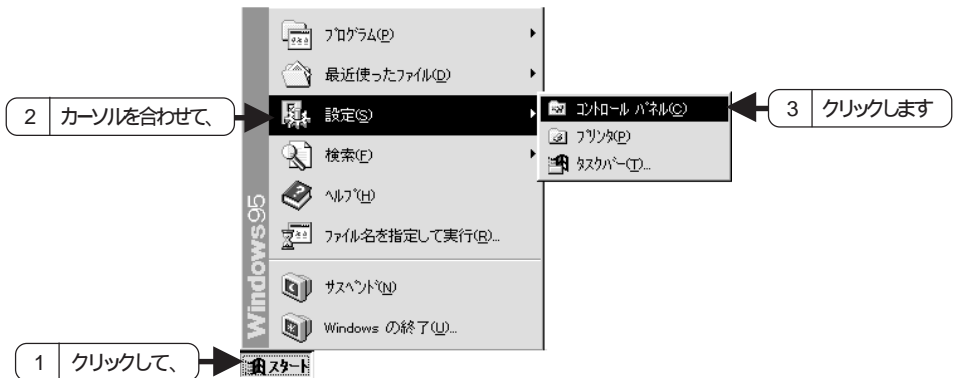 ﾌﾟﾛｸﾞﾗﾑ(P)
最近使ったﾌｧｲﾙ(D)
2 カーソルを合わせて、
設定(S)
ｺﾝﾄﾛｰﾙ ﾊﾟﾈﾙ(C)
3 クリックします
ﾌﾟﾘﾝﾀ(P)
ﾀｽｸﾊﾞｰ(T)...
検索(F)
ﾍﾙﾌﾟ(H)
ﾌｧｲﾙ名を指定して実行(R)...
ｻｽﾍﾟﾝﾄﾞ(N)
Windows の終了(U)...
Windows95
1 クリックして、
ｽﾀｰﾄ